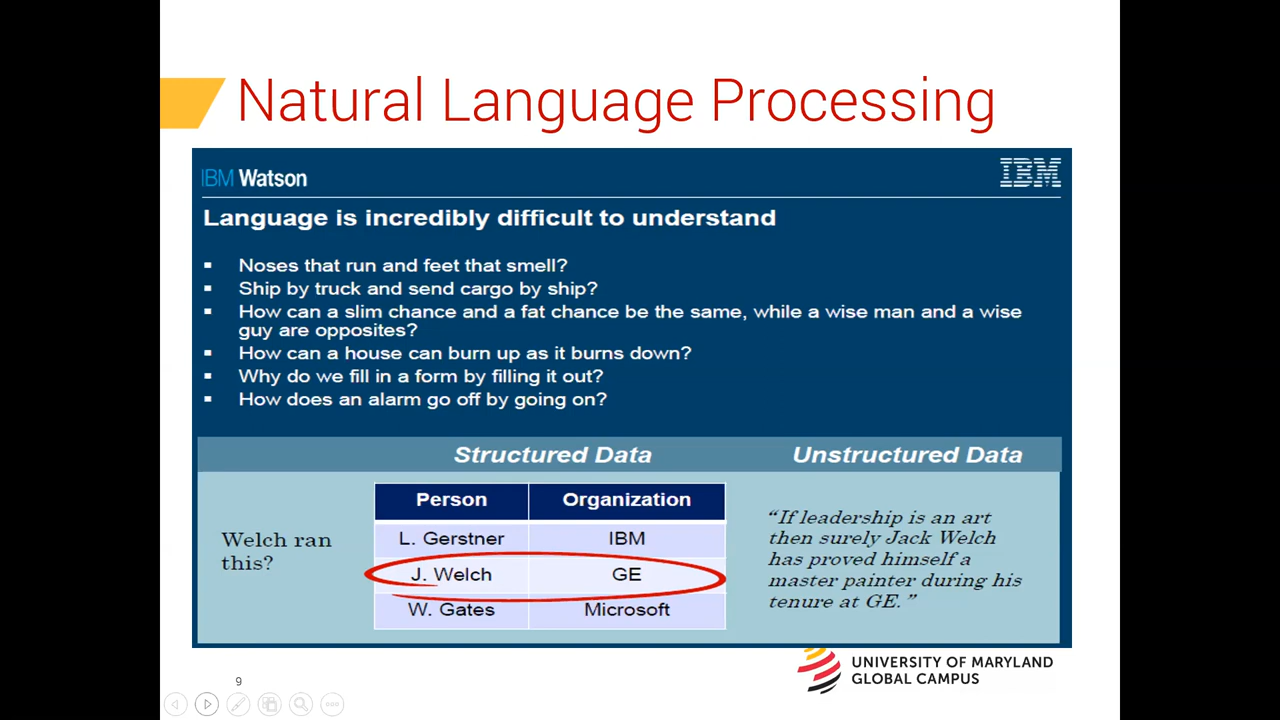 Natural Language Processing
IBM Watson
IBM
Language is incredibly difficult to understand
▪ Noses that run and feet that smell?
▪ Ship by truck and send cargo by ship?
▪ How can a slim chance and a fat chance be the same, while a wise man and a wise
guy are opposites?
▪ How can a house can burn up as it burns down?
▪ Why do we fill in a form by filling it out?
▪ How does an alarm go off by going on?
Structured Data
Unstructured Data
Welch ran
this?
Person Organization
L. Gerstner IBM
J. Welch GE
W. Gates Microsoft
“If leadership is an art
then surely Jack Welch
has proved himself a
master painter during his
tenure at GE.”
UNIVERSITY OF MARYLAND
GLOBAL CAMPUS
9